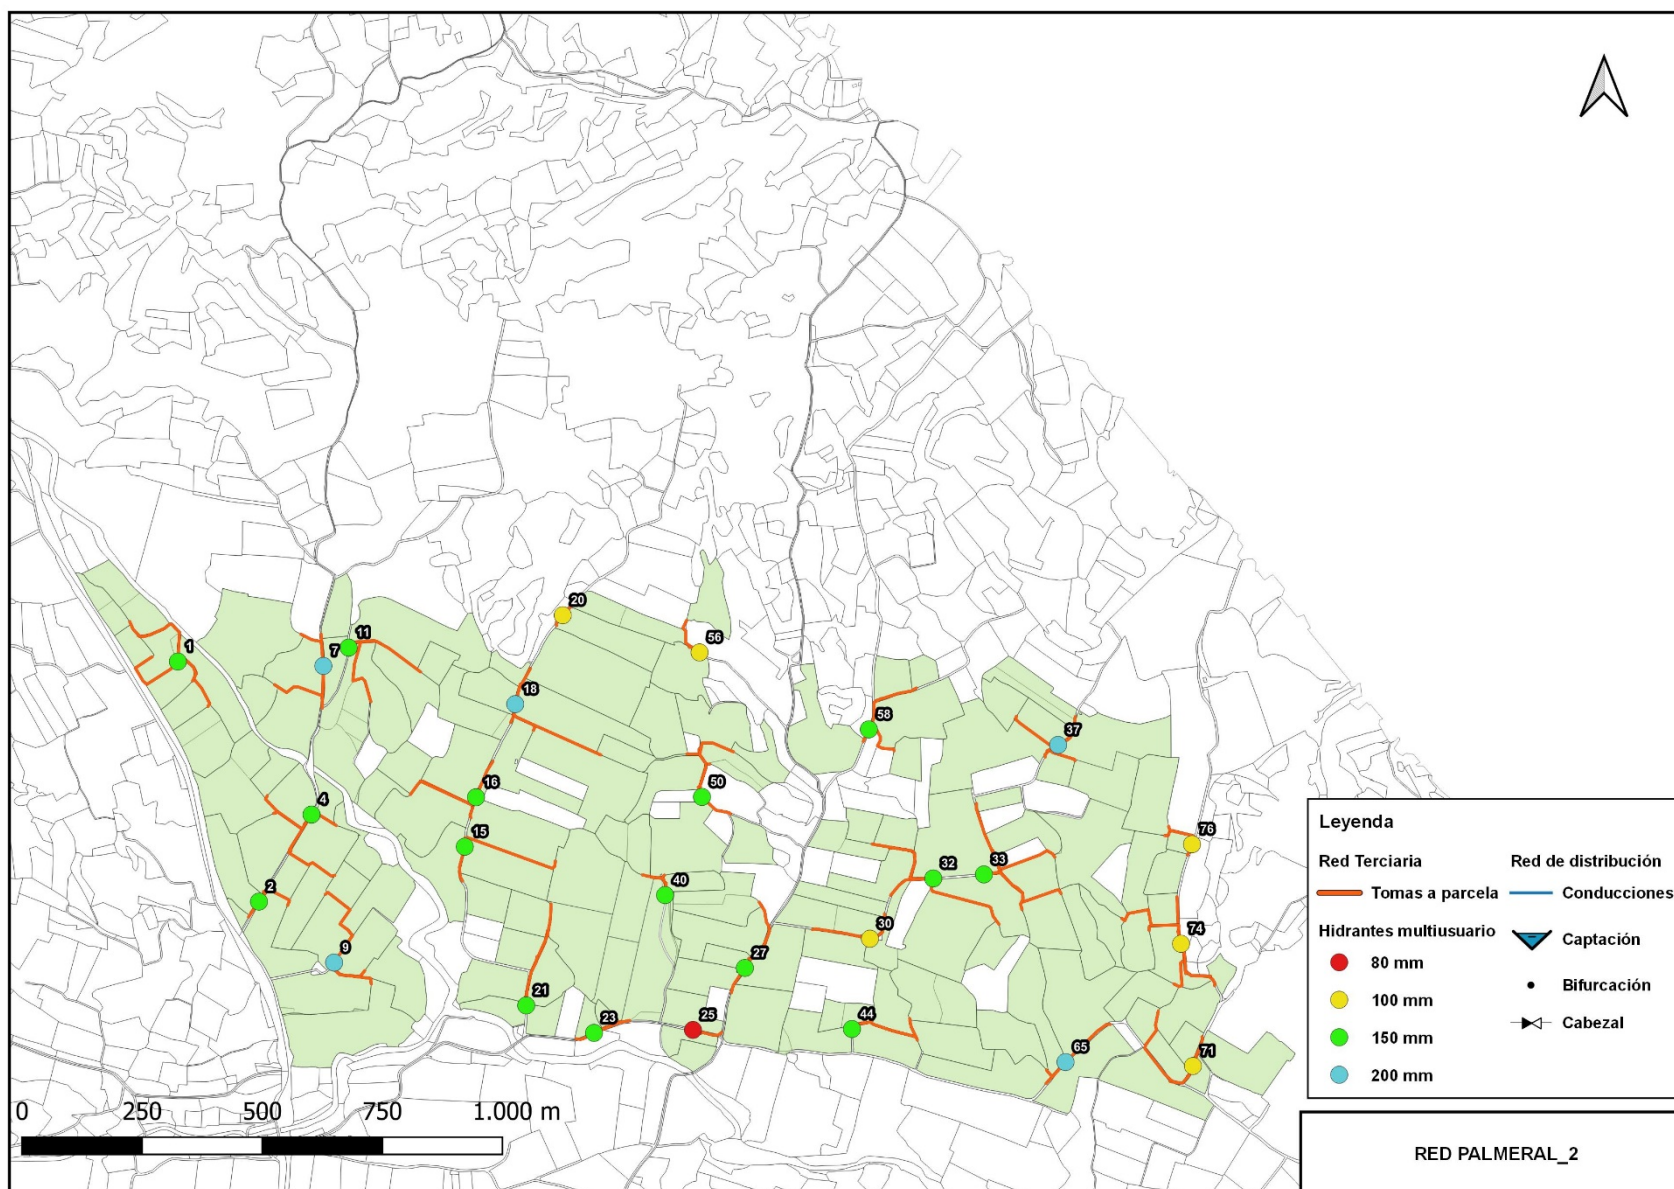 20
56
11
1
7
18
58
37
16
50
4
76
15
32
33
40
2
30
74
9
27
21
25
44
23
65
71
0 250 500 750 1.000 m
Leyenda
Red Terciaria
Tomas a parcela
Hidrantes multiusuario
80 mm
100 mm
150 mm
200 mm
Red de distribución
Conducciones
Captación
Bifurcación
Cabezal
RED PALMERAL_2